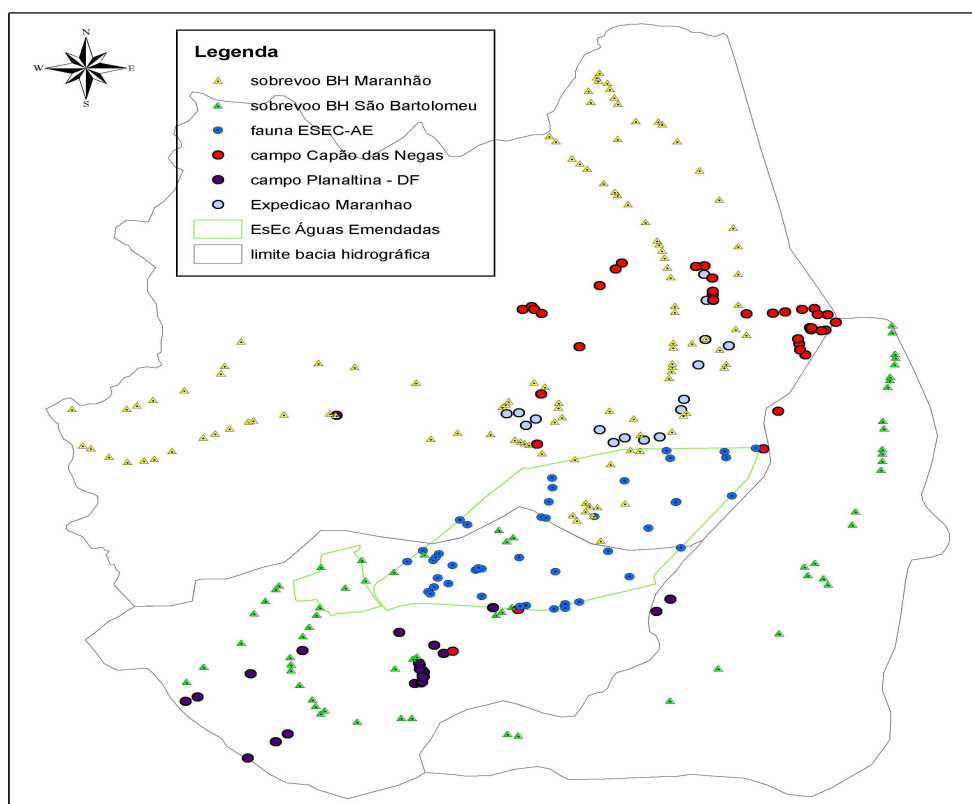 N
W E
S
Legenda
sobrevoo BH Maranhão
sobrevoo BH São Bartolomeu
fauna ESEC-AE
campo Capão das Negas
campo Planaltina - DF
Expedicao Maranhao
EsEc Águas Emendadas
limite bacia hidrográfica